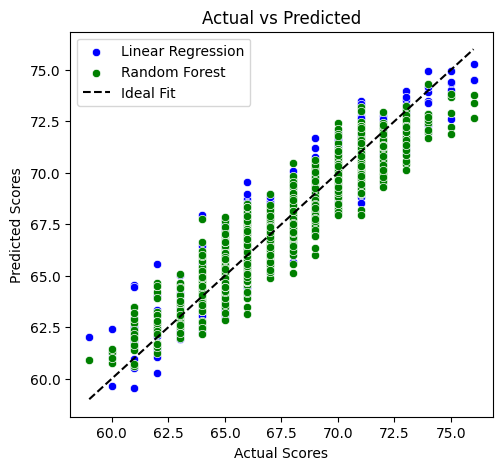 Actual vs Predicted
Linear Regression
Random Forest
Ideal Fit
Predicted Scores
75.0
72.5
70.0
67.5
65.0
62.5
60.0
60.0 62.5 65.0 67.5 70.0 72.5 75.0
Actual Scores